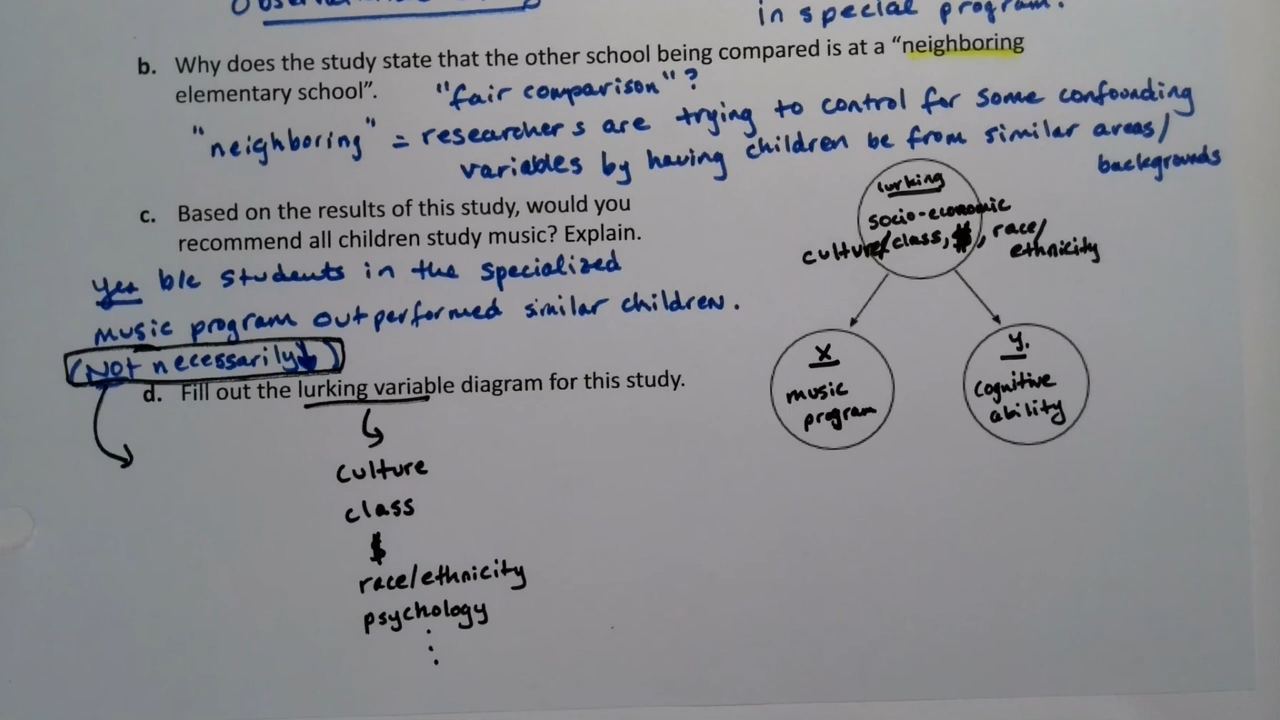 Observational
in special program.
b. Why does the study state that the other school being compared is at a “neighboring
elementary school”.
"fair comparison"?
"neighboring" = researchers are trying to control for some confounding
variables by having children be from similar areas/
backgrounds
c. Based on the results of this study, would you
recommend all children study music? Explain.
yes b/c students in the specialized
music program outperformed similar children.
(Not necessarily)
d. Fill out the lurking variable diagram for this study.
culture
class
$
race/ethnicity
psychology
lurking
socio-economic
culture/class, $, race/
ethnicity
x
music
program
y.
cognitive
ability